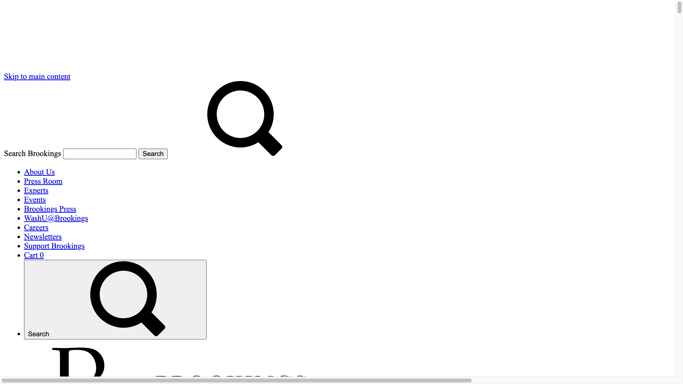 Skip to main content
Search Brookings Search
About Us
Press Room
Experts
Events
Brookings Press
WashU@Brookings
Careers
Newsletters
Support Brookings
Cart 0
Search